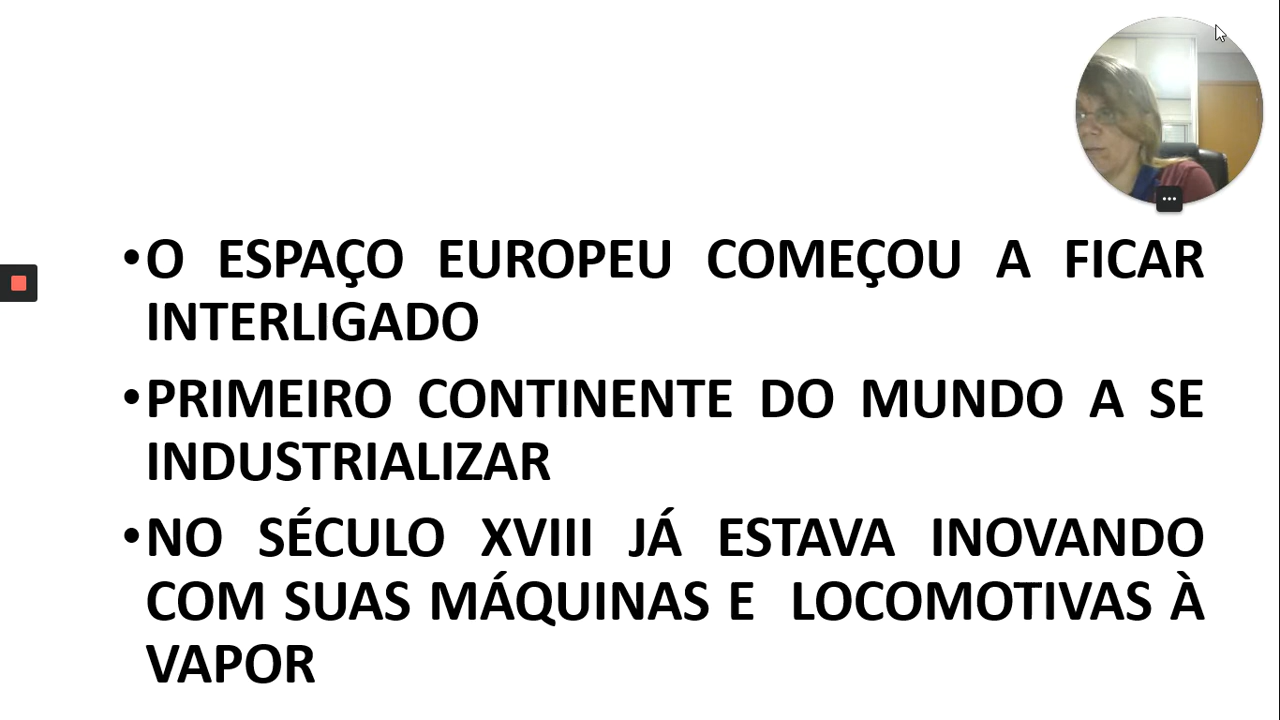 •O ESPAÇO EUROPEU COMEÇOU A FICAR
INTERLIGADO
•PRIMEIRO CONTINENTE DO MUNDO A SE
INDUSTRIALIZAR
•NO SÉCULO XVIII JÁ ESTAVA INOVANDO
COM SUAS MÁQUINAS E LOCOMOTIVAS À
VAPOR